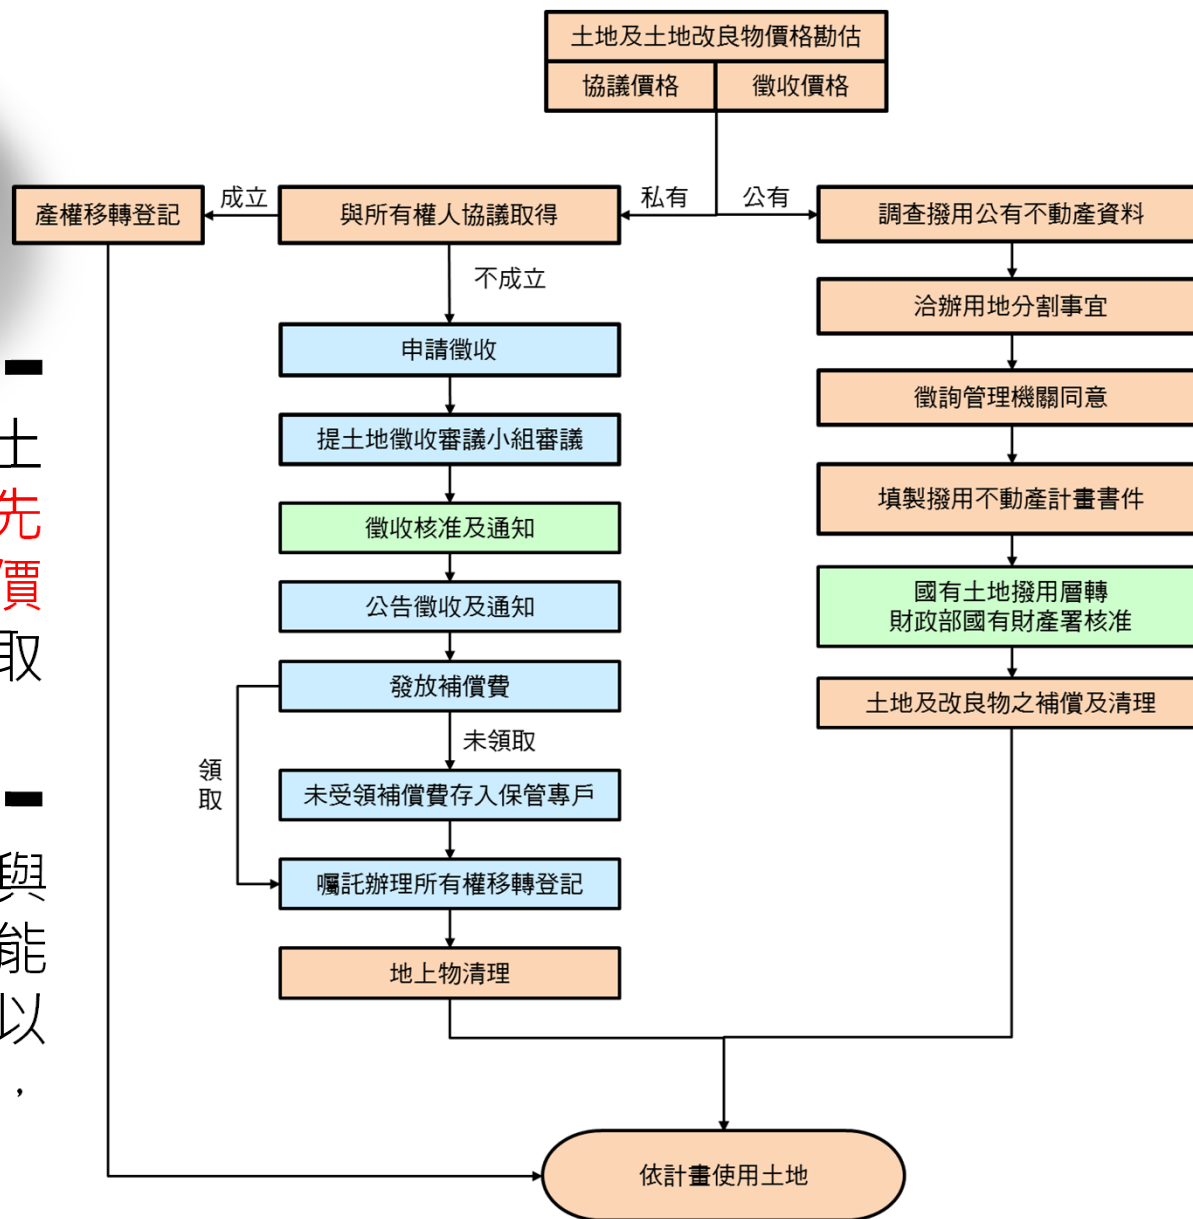 土地及土地改良物價格勘估
協議價格
徵收價格
私有
公有
產權移轉登記
成立
與所有權人協議取得
調查撥用公有不動產資料
不成立
洽辦用地分割事宜
申請徵收
徵詢管理機關同意
提土地徵收審議小組審議
填製撥用不動產計畫書件
徵收核准及通知
國有土地撥用層轉
財政部國有財產署核准
公告徵收及通知
發放補償費
土地及改良物之補償及清理
未領取
領
取
未受領補償費存入保管專戶
囑託辦理所有權移轉登記
地上物清理
依計畫使用土地
土
先
價
取
與
能
以
，